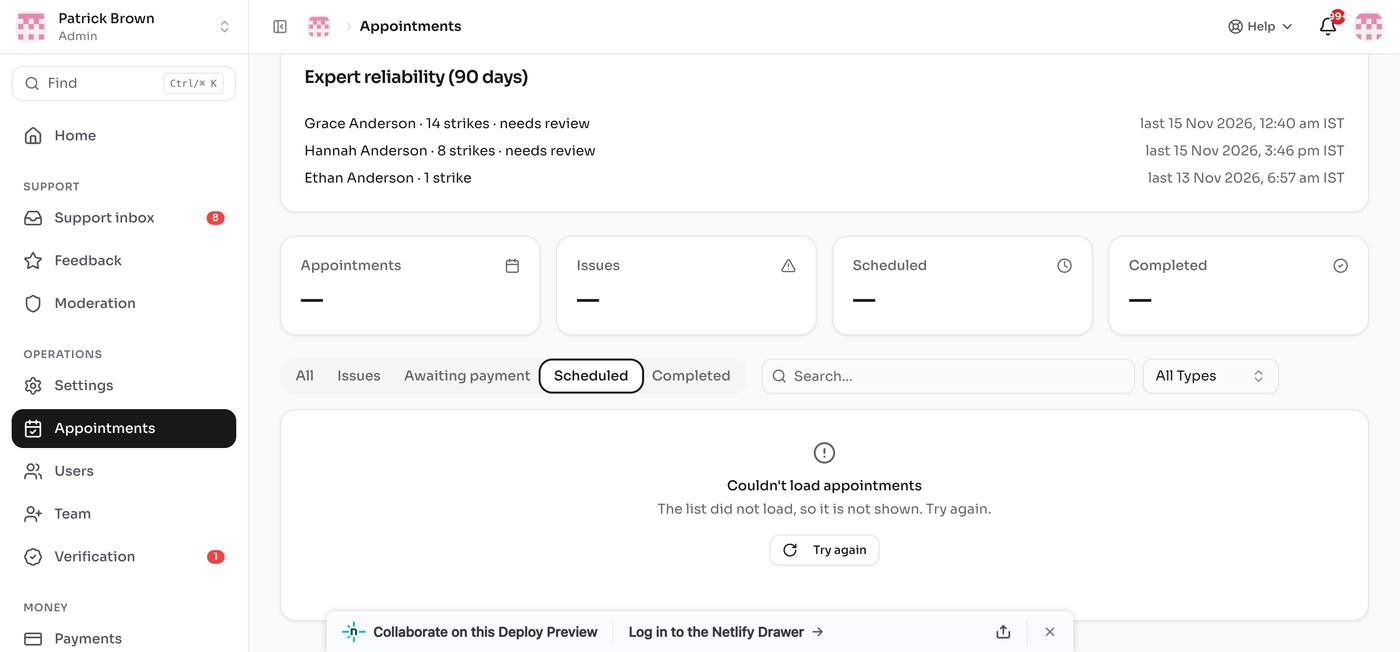 Patrick Brown
Admin
Find
Ctrl/⌘ K
Home
SUPPORT
Support inbox 8
Feedback
Moderation
OPERATIONS
Settings
Appointments
Users
Team
Verification 1
MONEY
Payments
Appointments
Help
99+
Expert reliability (90 days)
Grace Anderson · 14 strikes · needs review last 15 Nov 2026, 12:40 am IST
Hannah Anderson · 8 strikes · needs review last 15 Nov 2026, 3:46 pm IST
Ethan Anderson · 1 strike last 13 Nov 2026, 6:57 am IST
Appointments
—
Issues
—
Scheduled
—
Completed
—
All Issues Awaiting payment Scheduled Completed
Search...
All Types
Couldn't load appointments
The list did not load, so it is not shown. Try again.
Try again
Collaborate on this Deploy Preview
Log in to the Netlify Drawer →